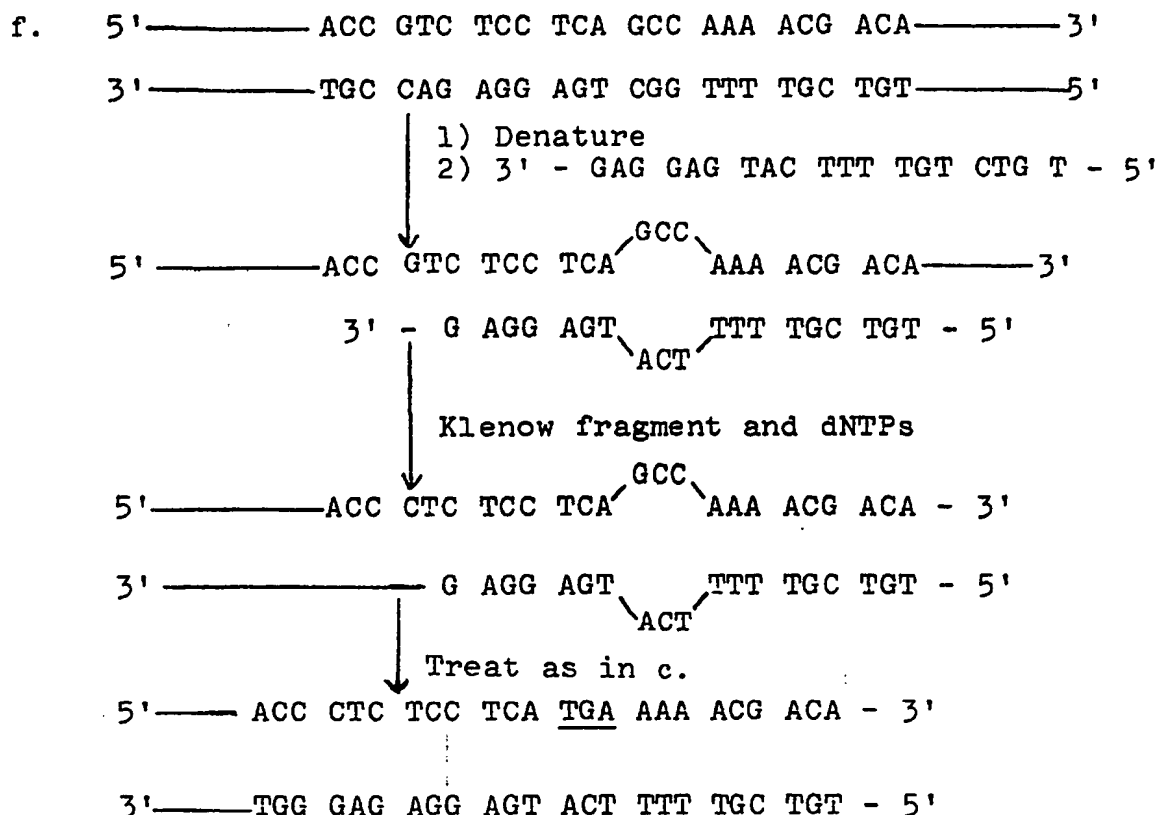 f. 5' ACC GTC TCC TCA GCC AAA ACG ACA 3'
3' TGC CAG AGG AGT CGG TTT TGC TGT 5'
1) Denature
2) 3' - GAG GAG TAC TTT TGT CTG T - 5'
GCC
5' ACC GTC TCC TCA AAA ACG ACA 3'
3' - G AGG AGT TTT TGC TGT - 5'
ACT
Klenow fragment and dNTPs
GCC
5' ACC CTC TCC TCA AAA ACG ACA - 3'
3' G AGG AGT TTT TGC TGT - 5'
ACT
Treat as in c.
5' ACC CTC TCC TCA TGA AAA ACG ACA - 3'
3' TGG GAG AGG AGT ACT TTT TGC TGT - 5'